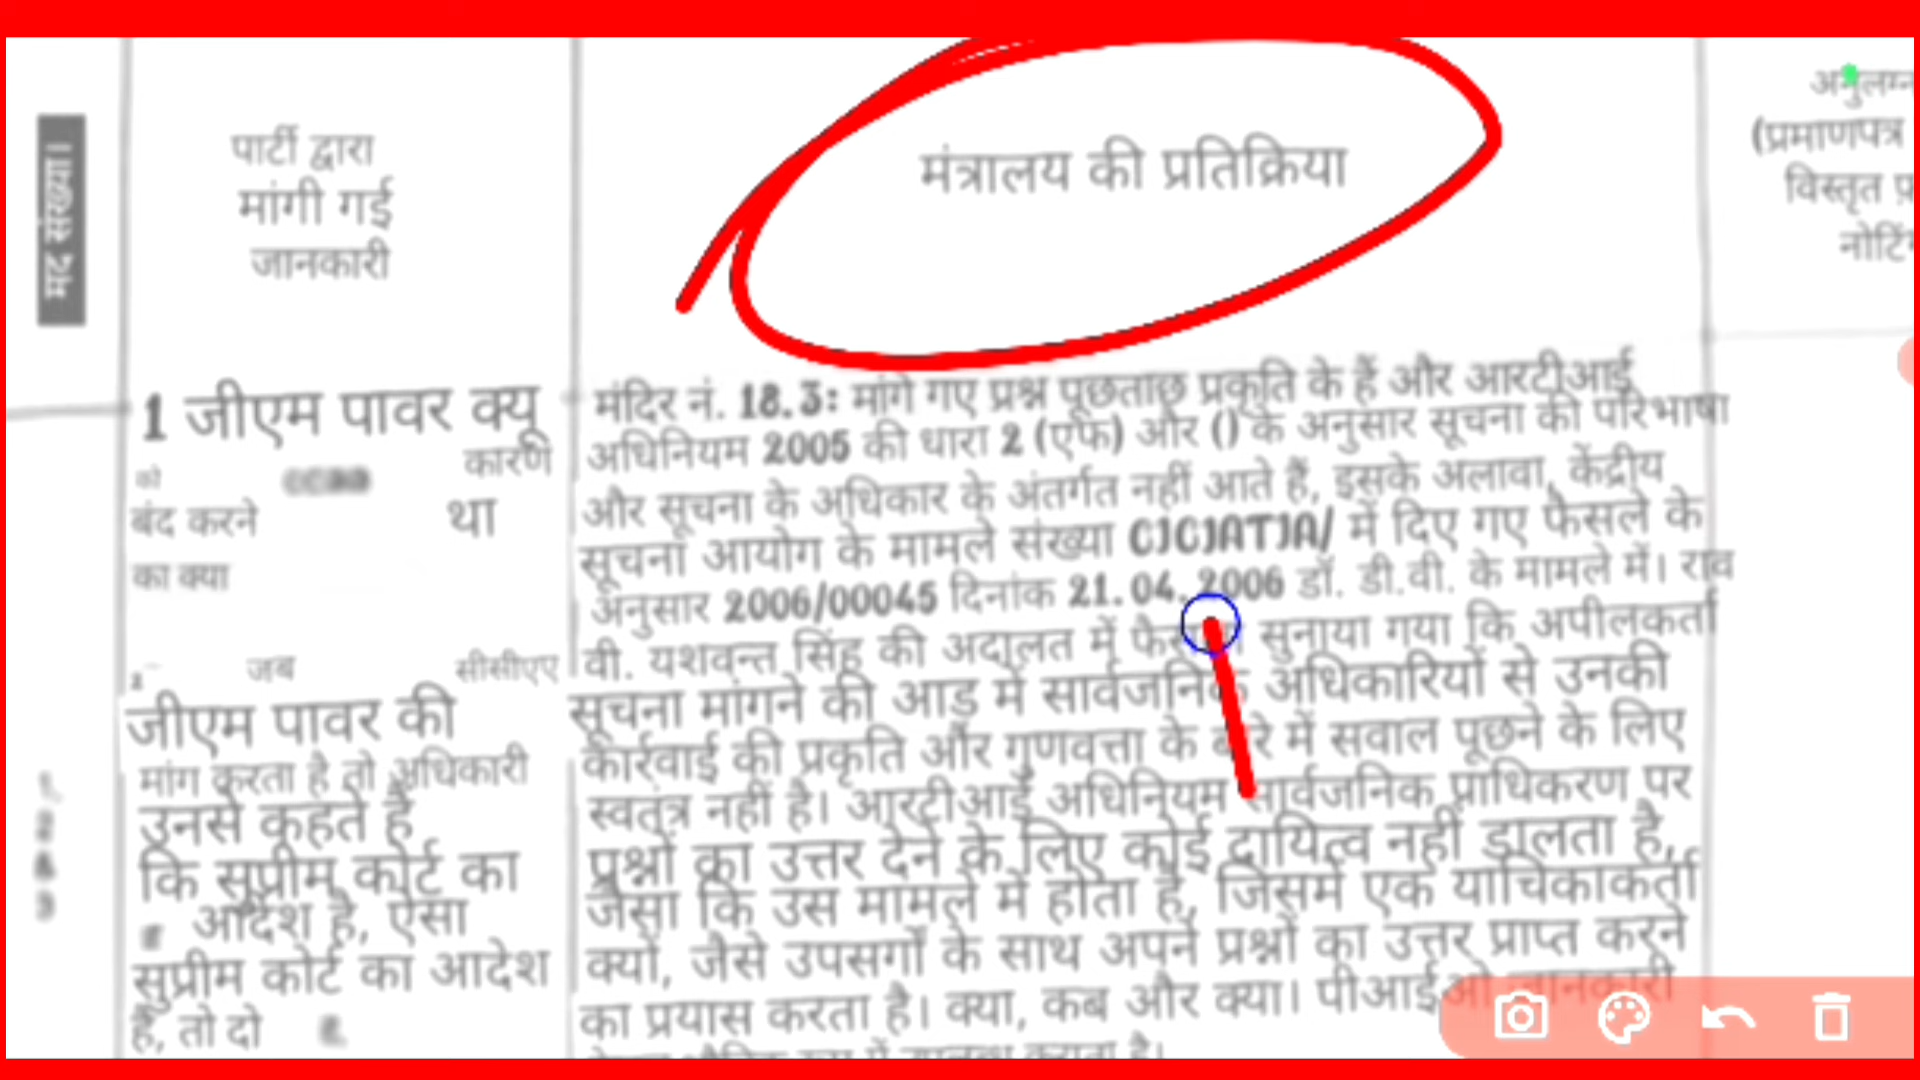 मद संख्या।
पार्टी द्वारा
मांगी गई
जानकारी
मंत्रालय की प्रतिक्रिया
(प्रमाणपत्र
विस्तृत
1 जीएम पावर क्यू
को कारण
बंद करने था
का क्या
जब सीसीएए
जीएम पावर की
मांग करता है तो अधिकारी
उनसे कहते हैं
कि सुप्रीम कोर्ट का
आदेश है, ऐसा
सुप्रीम कोर्ट का आदेश
है, तो दो
मंदिर नं. 18.3: मांगे गए प्रश्न पूछताछ प्रकृति के हैं और आरटीआई
अधिनियम 2005 की धारा 2 (एफ) और () के अनुसार सूचना की परिभाषा
और सूचना के अधिकार के अंतर्गत नहीं आते हैं, इसके अलावा, केंद्रीय
सूचना आयोग के मामले संख्या CJCJATJA/ में दिए गए फैसले के
अनुसार 2006/00045 दिनांक 21.04.2006 डॉ. डी.वी. के मामले में। राव
वी. यशवन्त सिंह की अदालत में सुनाया गया कि अपीलकर्ता
सूचना मांगने की आड़ में सार्वजनिक अधिकारियों से उनकी
कार्रवाई की प्रकृति और गुणवत्ता के बारे में सवाल पूछने के लिए
स्वतंत्र नहीं है। आरटीआई अधिनियम सार्वजनिक प्राधिकरण पर
प्रश्नों का उत्तर देने के लिए कोई दायित्व नहीं डालता है,
जैसा कि उस मामले में होता है, जिसमें एक याचिकाकर्ता
क्यों, जैसे उपसर्गों के साथ अपने प्रश्नों का उत्तर प्राप्त करने
का प्रयास करता है। क्या, कब और क्या। पीआईओ जानकारी